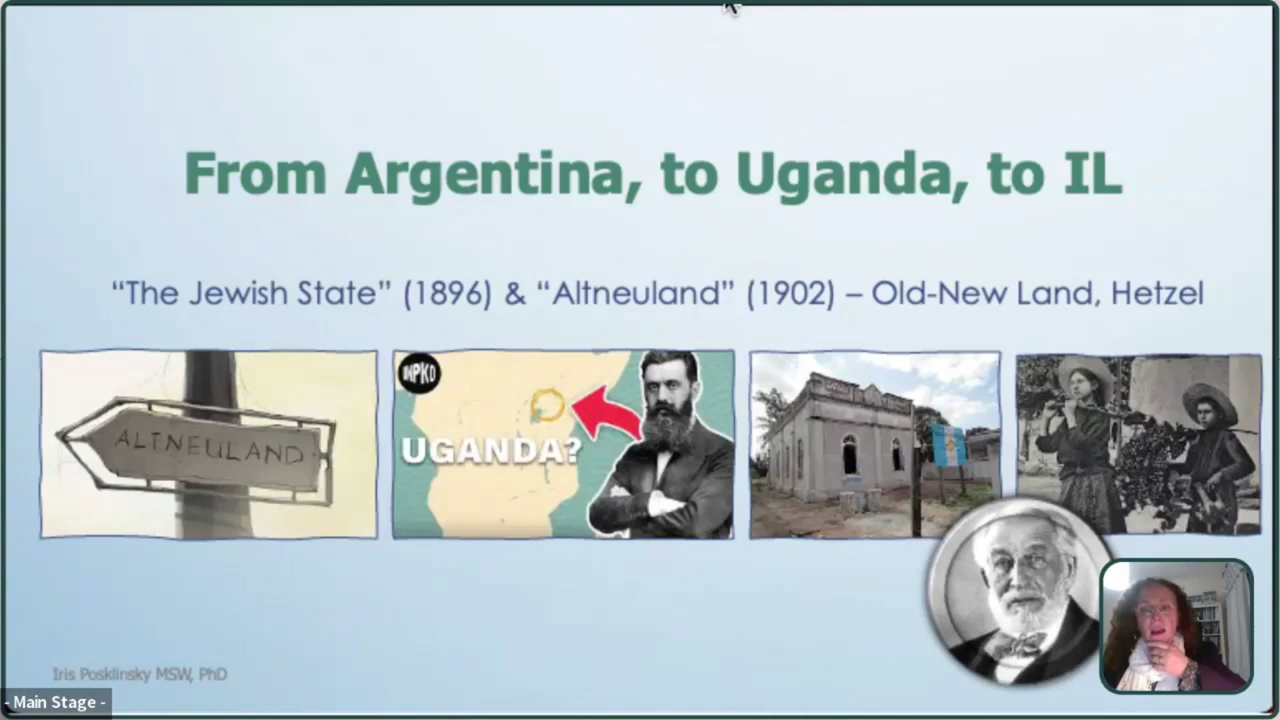 From Argentina, to Uganda, to IL
“The Jewish State” (1896) & “Altneuland” (1902) – Old-New Land, Hetzel
ALTNEULAND
UNPKD
UGANDA?
Iris Posklinsky MSW, PhD
- Main Stage -